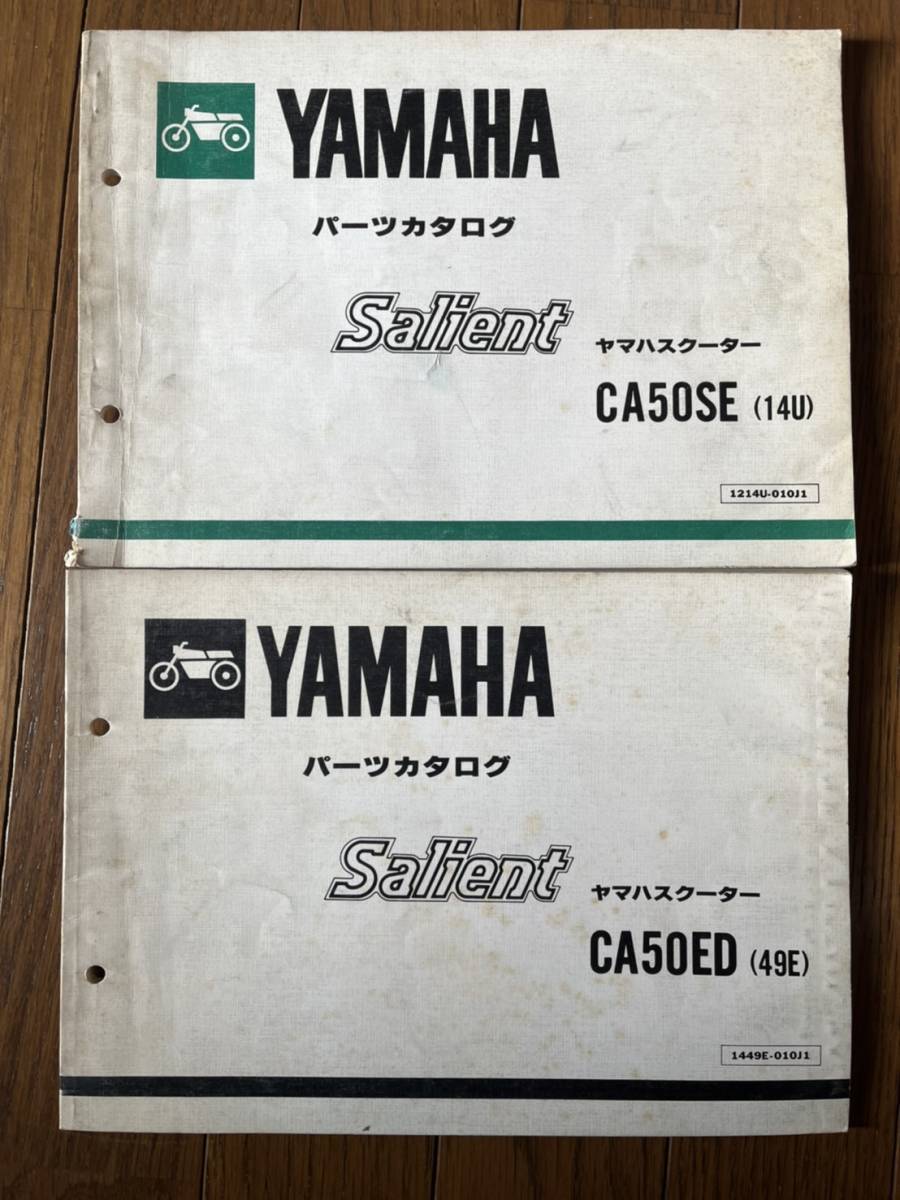 YAMAHA
パーツカタログ
Salient
ヤマハスクーター
CA50SE (14U)
1214U-010J1
YAMAHA
パーツカタログ
Salient
ヤマハスクーター
CA50ED (49E)
1449E-010J1